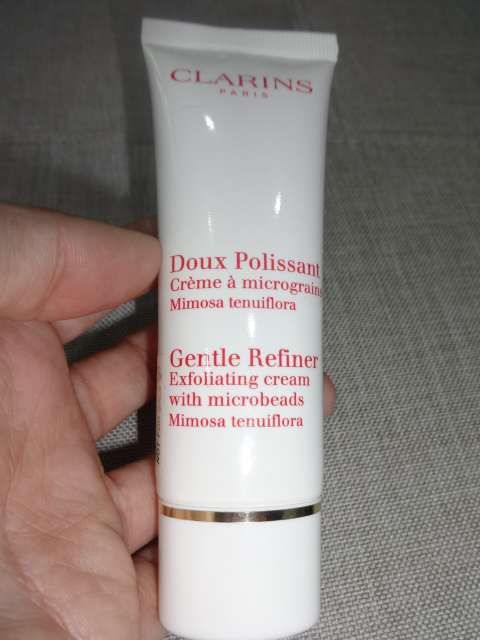 CLARINS
PARIS
Doux Polissant
Crème à micrograins
Mimosa tenuiflora
Gentle Refiner
Exfoliating cream
with microbeads
Mimosa tenuiflora